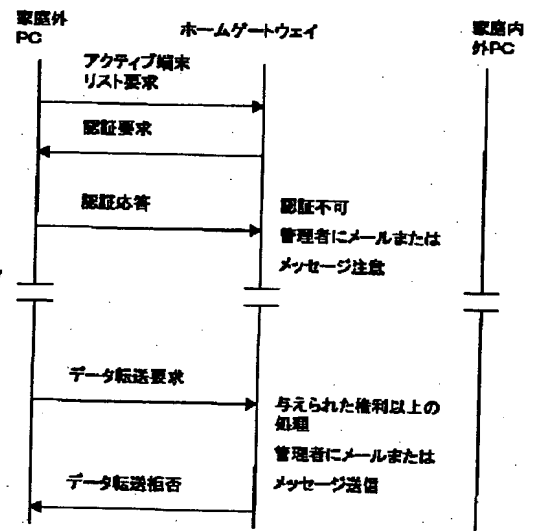 家庭外
PC
ホームゲートウェイ
家庭内
外PC
アクティブ端末
リスト要求
認証要求
認証応答
認証不可
管理者にメールまたは
メッセージ注意
データ転送要求
与えられた権利以上の
処理
管理者にメールまたは
メッセージ送信
データ転送拒否